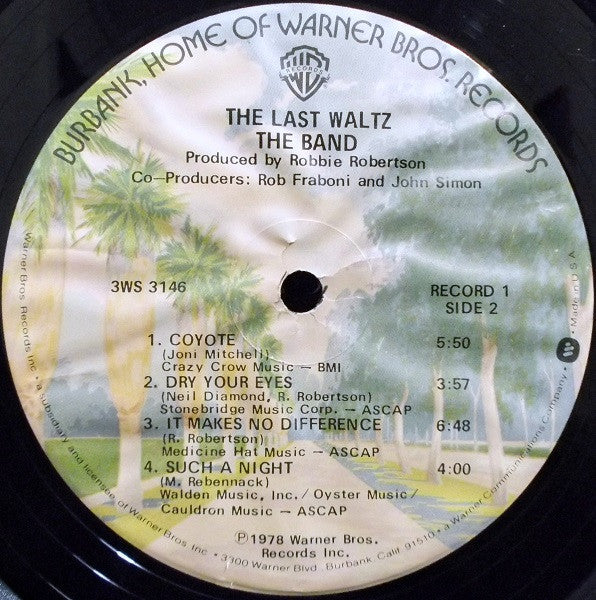 BURBANK, HOME OF WARNER BROS. RECORDS
RECORDS
THE LAST WALTZ
THE BAND
Produced by Robbie Robertson
Co-Producers: Rob Fraboni and John Simon
3WS 3146
RECORD 1
SIDE 2
1. COYOTE 5:50
(Joni Mitchell)
Crazy Crow Music — BMI
2. DRY YOUR EYES 3:57
(Neil Diamond, R. Robertson)
Stonebridge Music Corp. — ASCAP
3. IT MAKES NO DIFFERENCE 6:48
(R. Robertson)
Medicine Hat Music — ASCAP
4. SUCH A NIGHT 4:00
(M. Rebennack)
Walden Music, Inc./Oyster Music/
Cauldron Music — ASCAP
℗1978 Warner Bros.
Records Inc.
Warner Bros. Records Inc. • a subsidiary and licensee of Warner Bros. Inc. • 3300 Warner Blvd., Burbank, Calif. 91510 • a Warner Communications Company • Made in U.S.A.